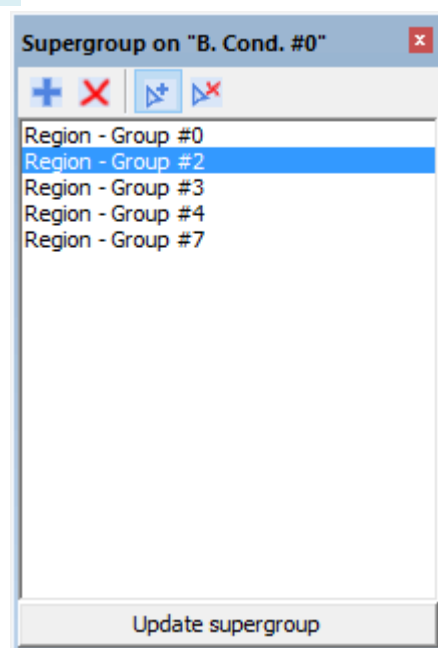 Supergroup on "B. Cond. #0"
Region - Group #0
Region - Group #2
Region - Group #3
Region - Group #4
Region - Group #7
Update supergroup